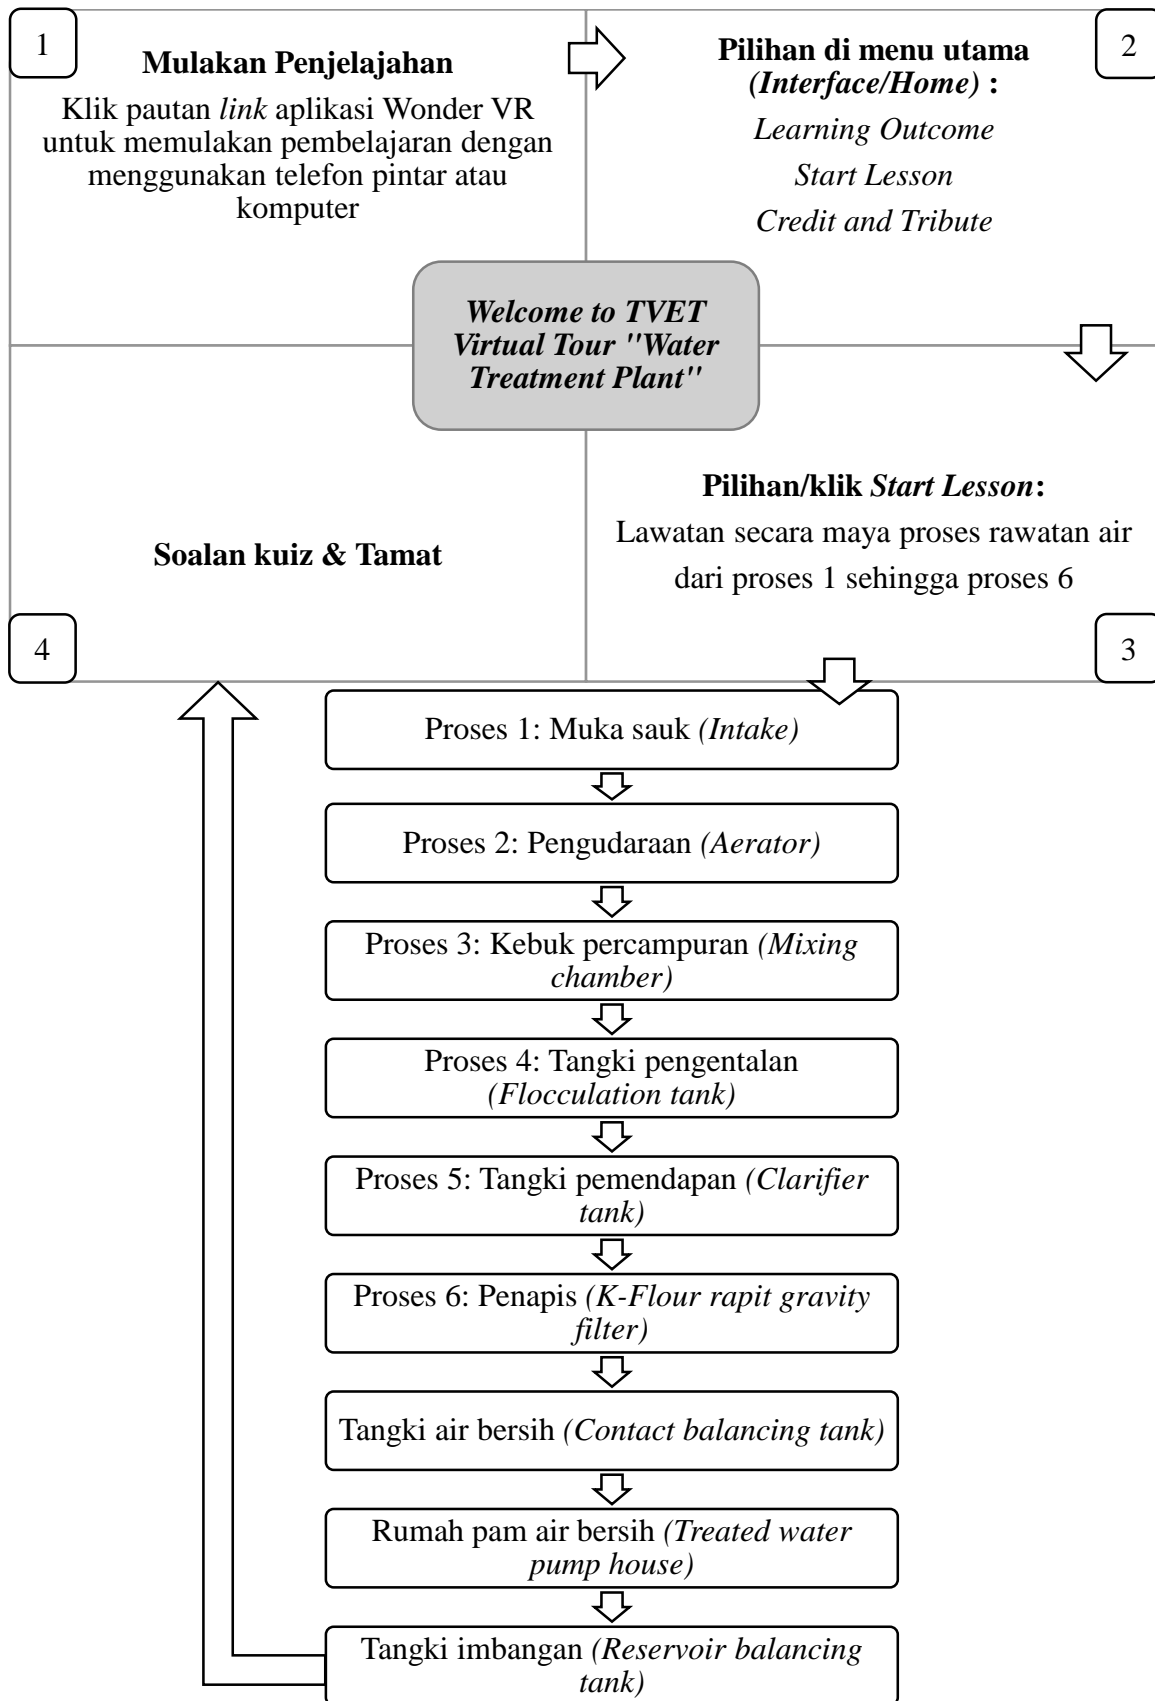 1
Mulakan Penjelajahan
Klik pautan link aplikasi Wonder VR
untuk memulakan pembelajaran dengan
menggunakan telefon pintar atau
komputer
2
Pilihan di menu utama
(Interface/Home) :
Learning Outcome
Start Lesson
Credit and Tribute
Welcome to TVET
Virtual Tour "Water
Treatment Plant"
Pilihan/klik Start Lesson:
Lawatan secara maya proses rawatan air
dari proses 1 sehingga proses 6
3
Soalan kuiz & Tamat
4
Proses 1: Muka sauk (Intake)
Proses 2: Pengudaraan (Aerator)
Proses 3: Kebuk percampuran (Mixing
chamber)
Proses 4: Tangki pengentalan
(Flocculation tank)
Proses 5: Tangki pemendapan (Clarifier
tank)
Proses 6: Penapis (K-Flour rapit gravity
filter)
Tangki air bersih (Contact balancing tank)
Rumah pam air bersih (Treated water
pump house)
Tangki imbangan (Reservoir balancing
tank)